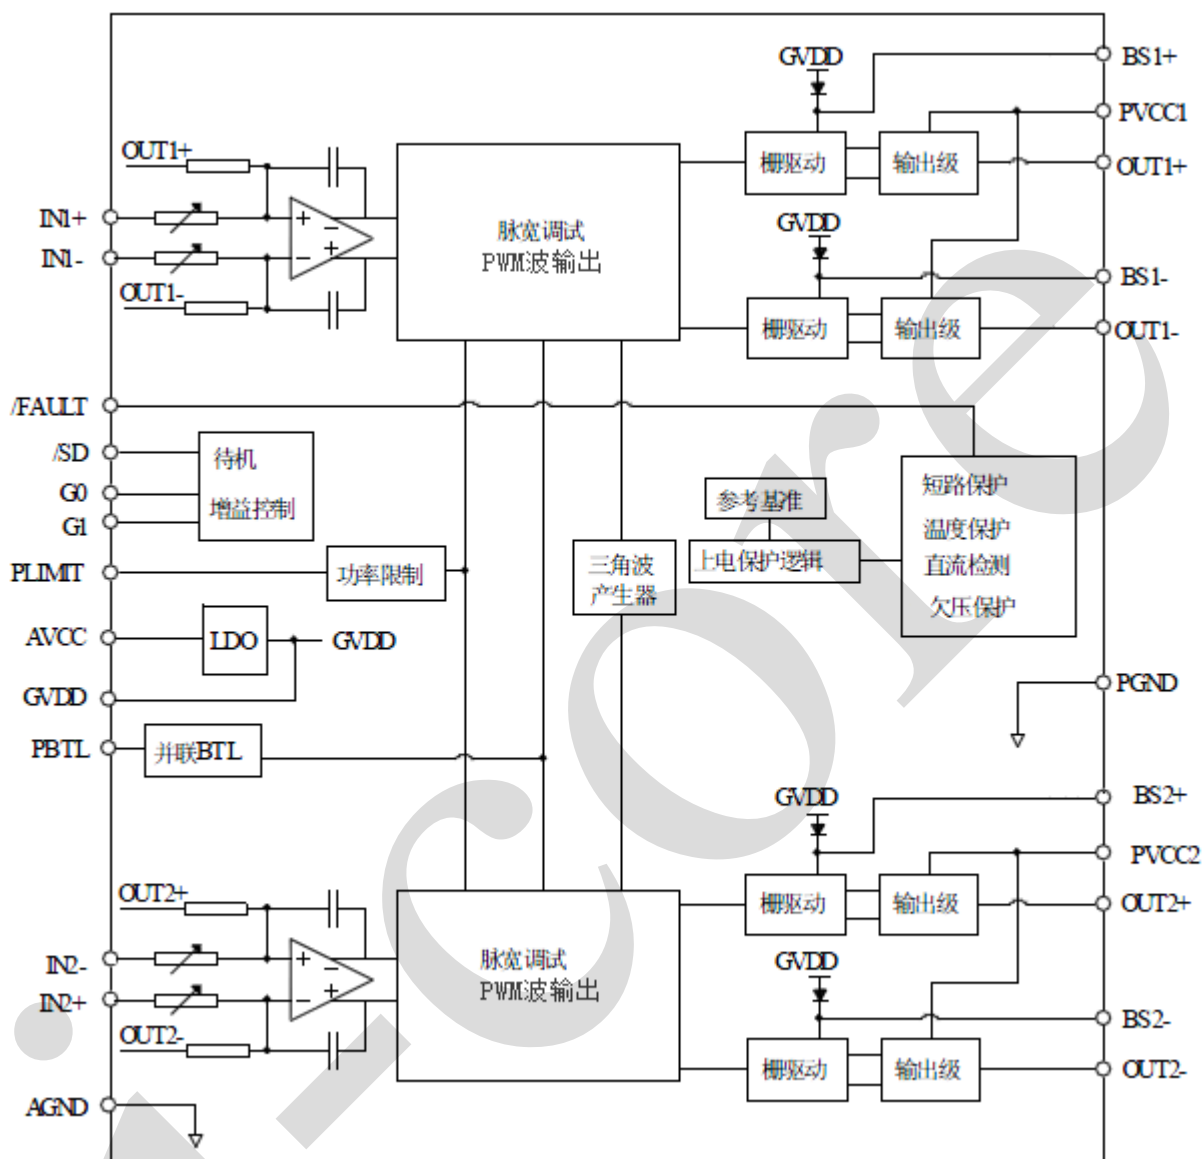 GVDD
BS1+
PVCC1
OUT1+
栅驱动
输出级
OUT1+
IN1+
脉宽调试
PWM波输出
GVDD
IN1-
BS1-
OUT1-
栅驱动
输出级
OUT1-
/FAULT
/SD
待机
短路保护
G0
参考基准
增益控制
G1
温度保护
PLIMIT
功率限制
三角波
产生器
上电保护逻辑
直流检测
欠压保护
AVCC
LDO
GVDD
GVDD
PGND
PBTL
并联BTL
GVDD
BS2+
PVCC2
OUT2+
栅驱动
输出级
OUT2+
IN2-
脉宽调试
PWM波输出
GVDD
IN2+
BS2-
OUT2-
栅驱动
输出级
OUT2-
AGND
i-core